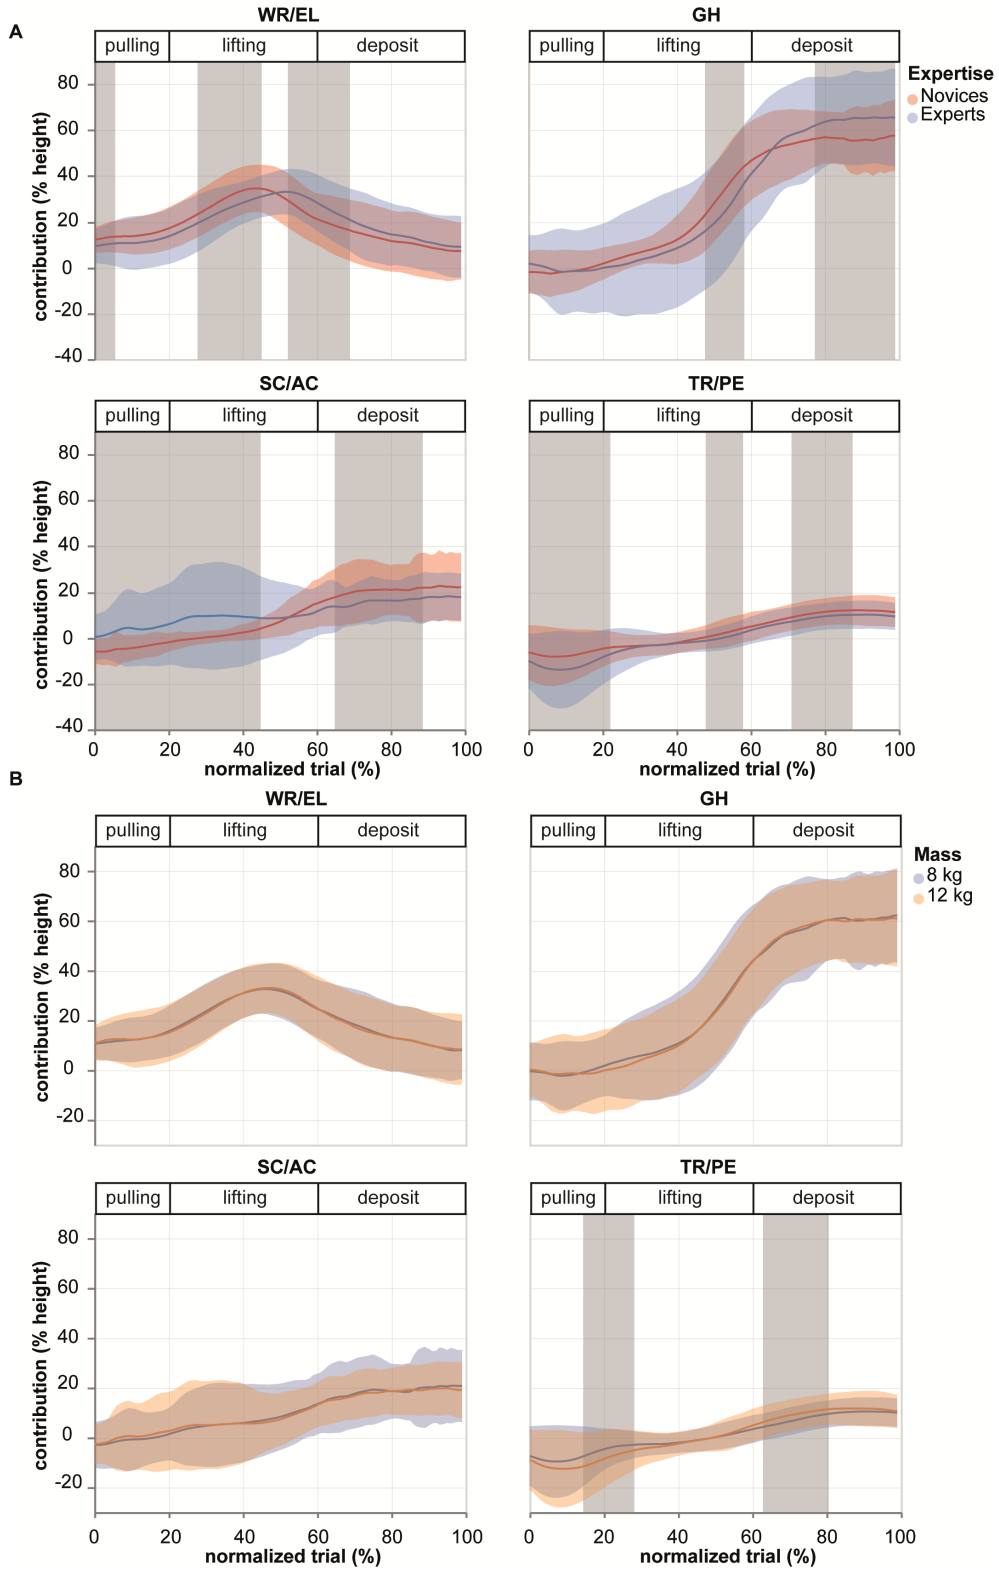 A
WR/EL
GH
pulling lifting deposit
pulling lifting deposit
Expertise
Novices
Experts
contribution (% height)
80
60
40
20
0
-20
-40
SC/AC
TR/PE
pulling lifting deposit
pulling lifting deposit
contribution (% height)
80
60
40
20
0
-20
-40
0 20 40 60 80 100
0 20 40 60 80 100
normalized trial (%)
normalized trial (%)
B
WR/EL
GH
pulling lifting deposit
pulling lifting deposit
Mass
8 kg
12 kg
contribution (% height)
80
60
40
20
0
-20
SC/AC
TR/PE
pulling lifting deposit
pulling lifting deposit
contribution (% height)
80
60
40
20
0
-20
0 20 40 60 80 100
0 20 40 60 80 100
normalized trial (%)
normalized trial (%)